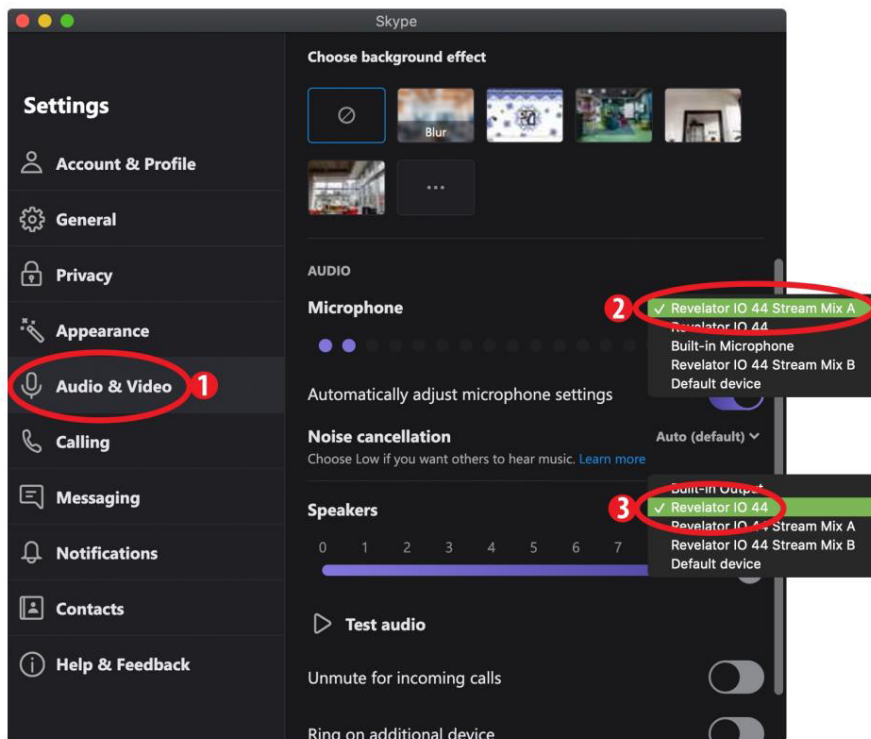 Skype
Settings
Account & Profile
General
Privacy
Appearance
Audio & Video
1
Calling
Messaging
Notifications
Contacts
Help & Feedback
Choose background effect
Blur
AUDIO
Microphone
2
✓ Revelator IO 44 Stream Mix A
Revelator IO 44
Built-in Microphone
Revelator IO 44 Stream Mix B
Default device
Automatically adjust microphone settings
Noise cancellation
Auto (default)
Choose Low if you want others to hear music. Learn more
Speakers
3
Built-in Output
✓ Revelator IO 44
Revelator IO 44 Stream Mix A
Revelator IO 44 Stream Mix B
Default device
0 1 2 3 4 5 6 7
Test audio
Unmute for incoming calls
Ring on additional device